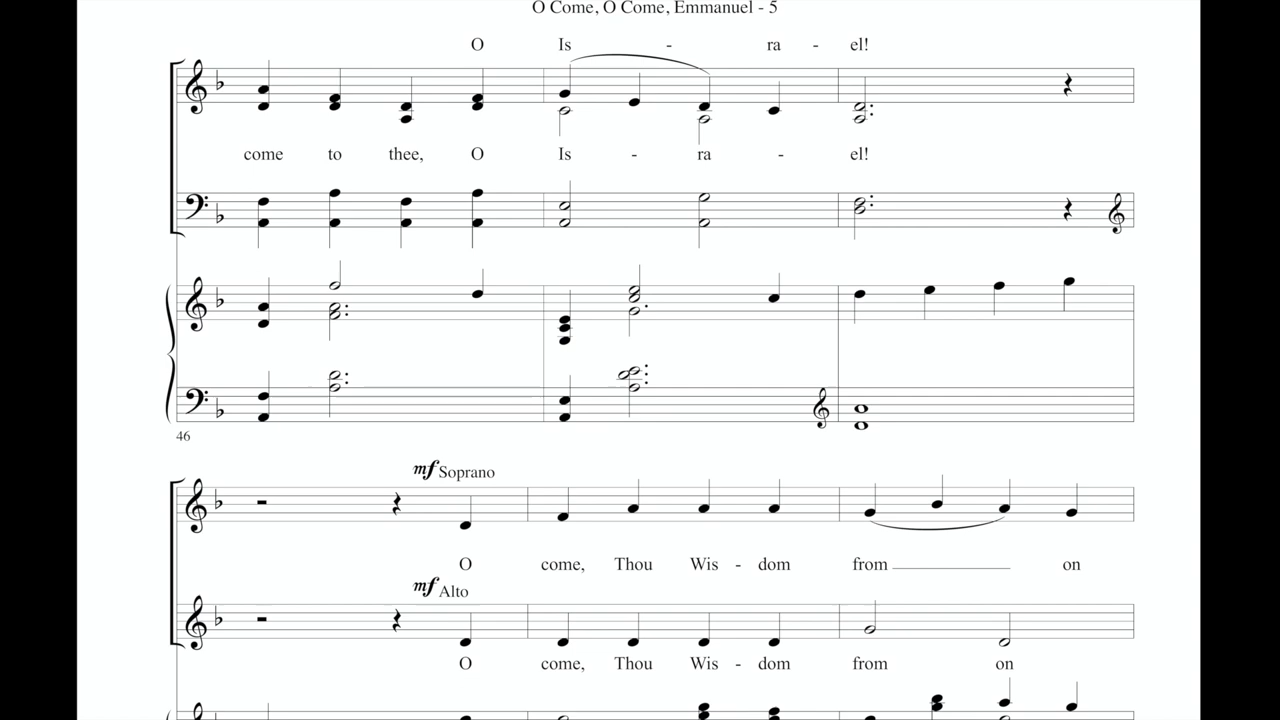 O Come, O Come, Emmanuel - 5
O Is - ra - el!
come to thee, O Is - ra - el!
46
mf Soprano
O come, Thou Wis - dom from on
mf Alto
O come, Thou Wis - dom from on